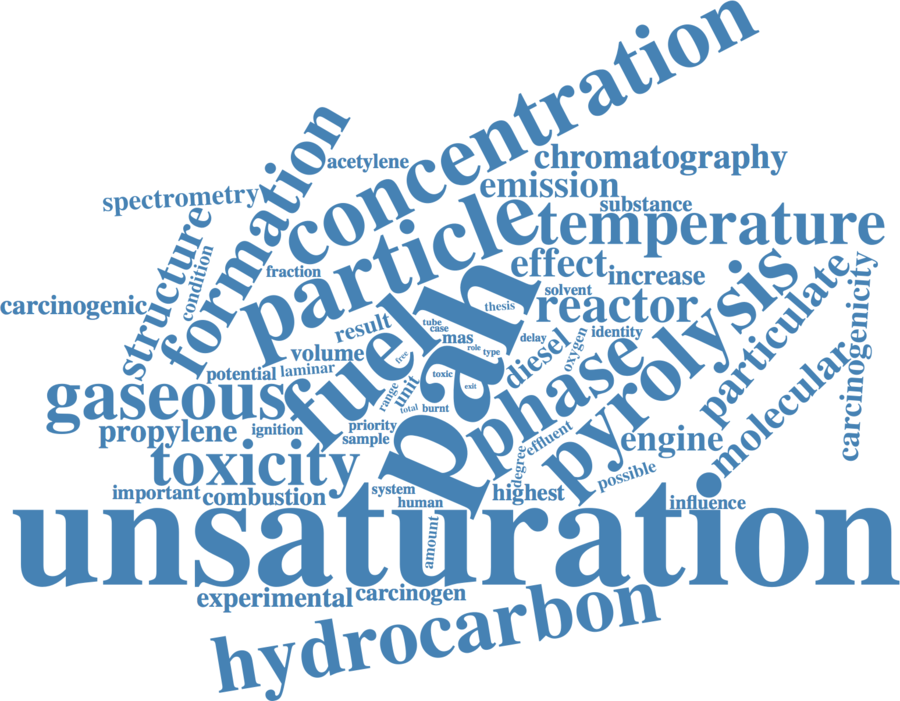 concentration
formation
acetylene
chromatography
spectrometry
emission
substance
particle
temperature
structure
condition
fraction
effect
increase
carcinogenic
solvent
thesis
reactor
pyrolysis
particulate
carcinogenicity
pah
fuel
result
tube
case
mas
delay
identity
oxygen
role
type
volume
free
diesel
phase
potential
laminar
toxic
exit
range
unit
total
burnt
gaseous
propylene
ignition
priority
sample
effluent
engine
molecular
toxicity
degree
possible
important
combustion
system
human
highest
influence
unsaturation
amount
experimental
carcinogen
hydrocarbon